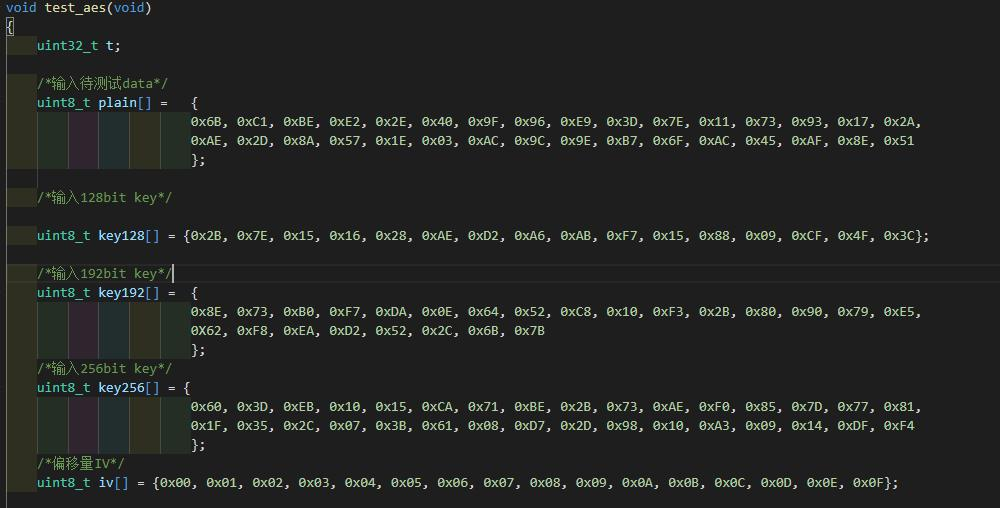 void test_aes(void)
{
uint32_t t;
/*输入待测试data*/
uint8_t plain[] = {
0x6B, 0xC1, 0xBE, 0xE2, 0x2E, 0x40, 0x9F, 0x96, 0xE9, 0x3D, 0x7E, 0x11, 0x73, 0x93, 0x17, 0x2A,
0xAE, 0x2D, 0x8A, 0x57, 0x1E, 0x03, 0xAC, 0x9C, 0x9E, 0xB7, 0x6F, 0xAC, 0x45, 0xAF, 0x8E, 0x51
};
/*输入128bit key*/
uint8_t key128[] = {0x2B, 0x7E, 0x15, 0x16, 0x28, 0xAE, 0xD2, 0xA6, 0xAB, 0xF7, 0x15, 0x88, 0x09, 0xCF, 0x4F, 0x3C};
/*输入192bit key*/
uint8_t key192[] = {
0x8E, 0x73, 0xB0, 0xF7, 0xDA, 0x0E, 0x64, 0x52, 0xC8, 0x10, 0xF3, 0x2B, 0x80, 0x90, 0x79, 0xE5,
0X62, 0xF8, 0xEA, 0xD2, 0x52, 0x2C, 0x6B, 0x7B
};
/*输入256bit key*/
uint8_t key256[] = {
0x60, 0x3D, 0xEB, 0x10, 0x15, 0xCA, 0x71, 0xBE, 0x2B, 0x73, 0xAE, 0xF0, 0x85, 0x7D, 0x77, 0x81,
0x1F, 0x35, 0x2C, 0x07, 0x3B, 0x61, 0x08, 0xD7, 0x2D, 0x98, 0x10, 0xA3, 0x09, 0x14, 0xDF, 0xF4
};
/*偏移量IV*/
uint8_t iv[] = {0x00, 0x01, 0x02, 0x03, 0x04, 0x05, 0x06, 0x07, 0x08, 0x09, 0x0A, 0x0B, 0x0C, 0x0D, 0x0E, 0x0F};